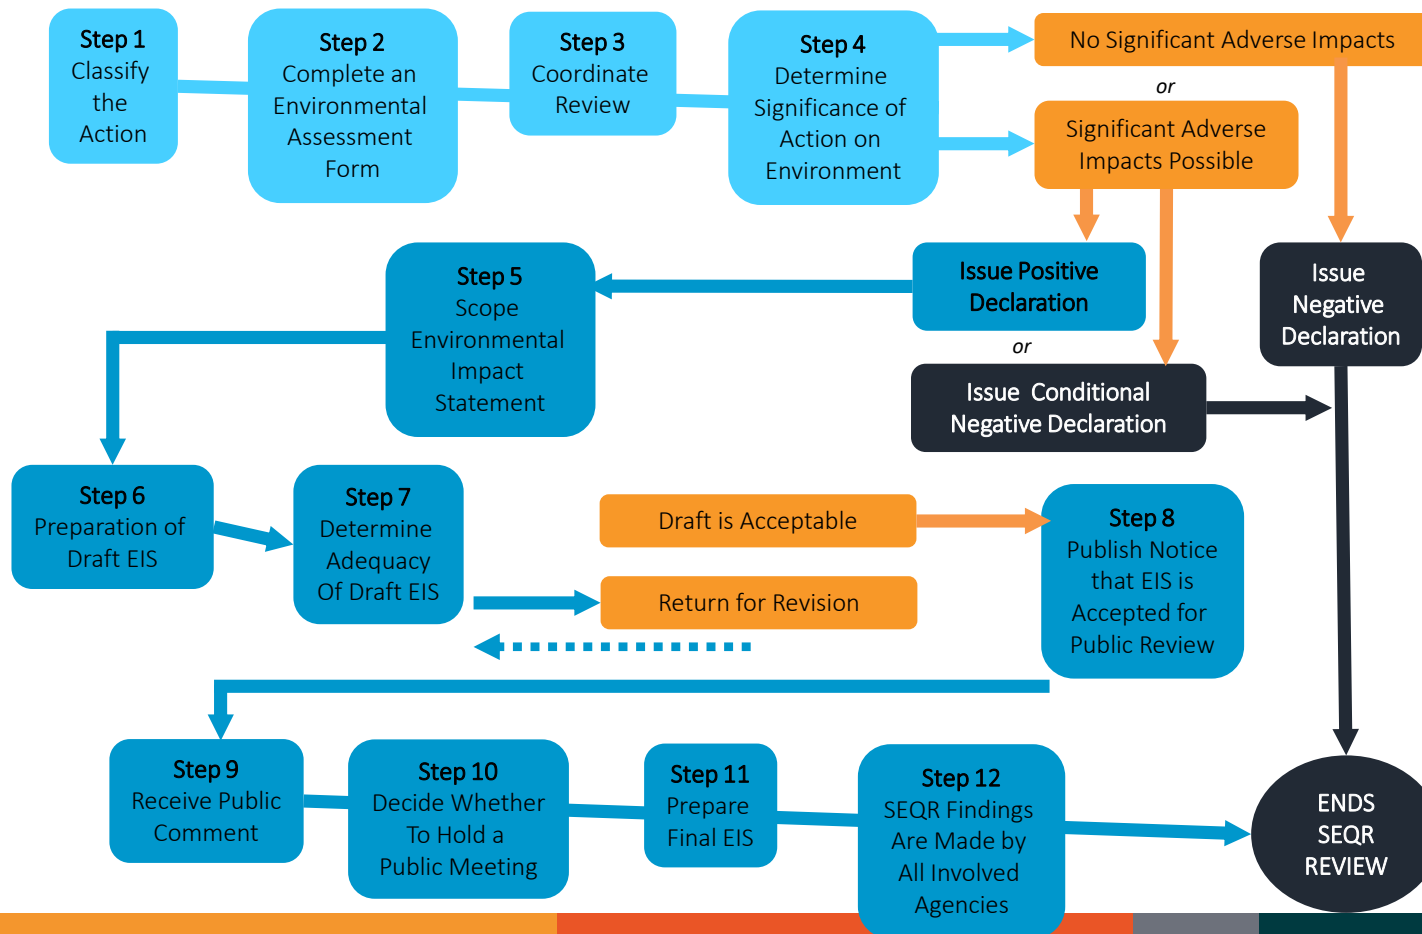 Step 1
Classify
the
Action
Step 2
Complete an
Environmental
Assessment
Form
Step 3
Coordinate
Review
Step 4
Determine
Significance of
Action on
Environment
No Significant Adverse Impacts
or
Significant Adverse
Impacts Possible
Issue Positive
Declaration
or
Issue Conditional
Negative Declaration
Issue
Negative
Declaration
Step 5
Scope
Environmental
Impact
Statement
Step 6
Preparation of
Draft EIS
Step 7
Determine
Adequacy
Of Draft EIS
Draft is Acceptable
Return for Revision
Step 8
Publish Notice
that EIS is
Accepted for
Public Review
Step 9
Receive Public
Comment
Step 10
Decide Whether
To Hold a
Public Meeting
Step 11
Prepare
Final EIS
Step 12
SEQR Findings
Are Made by
All Involved
Agencies
ENDS
SEQR
REVIEW